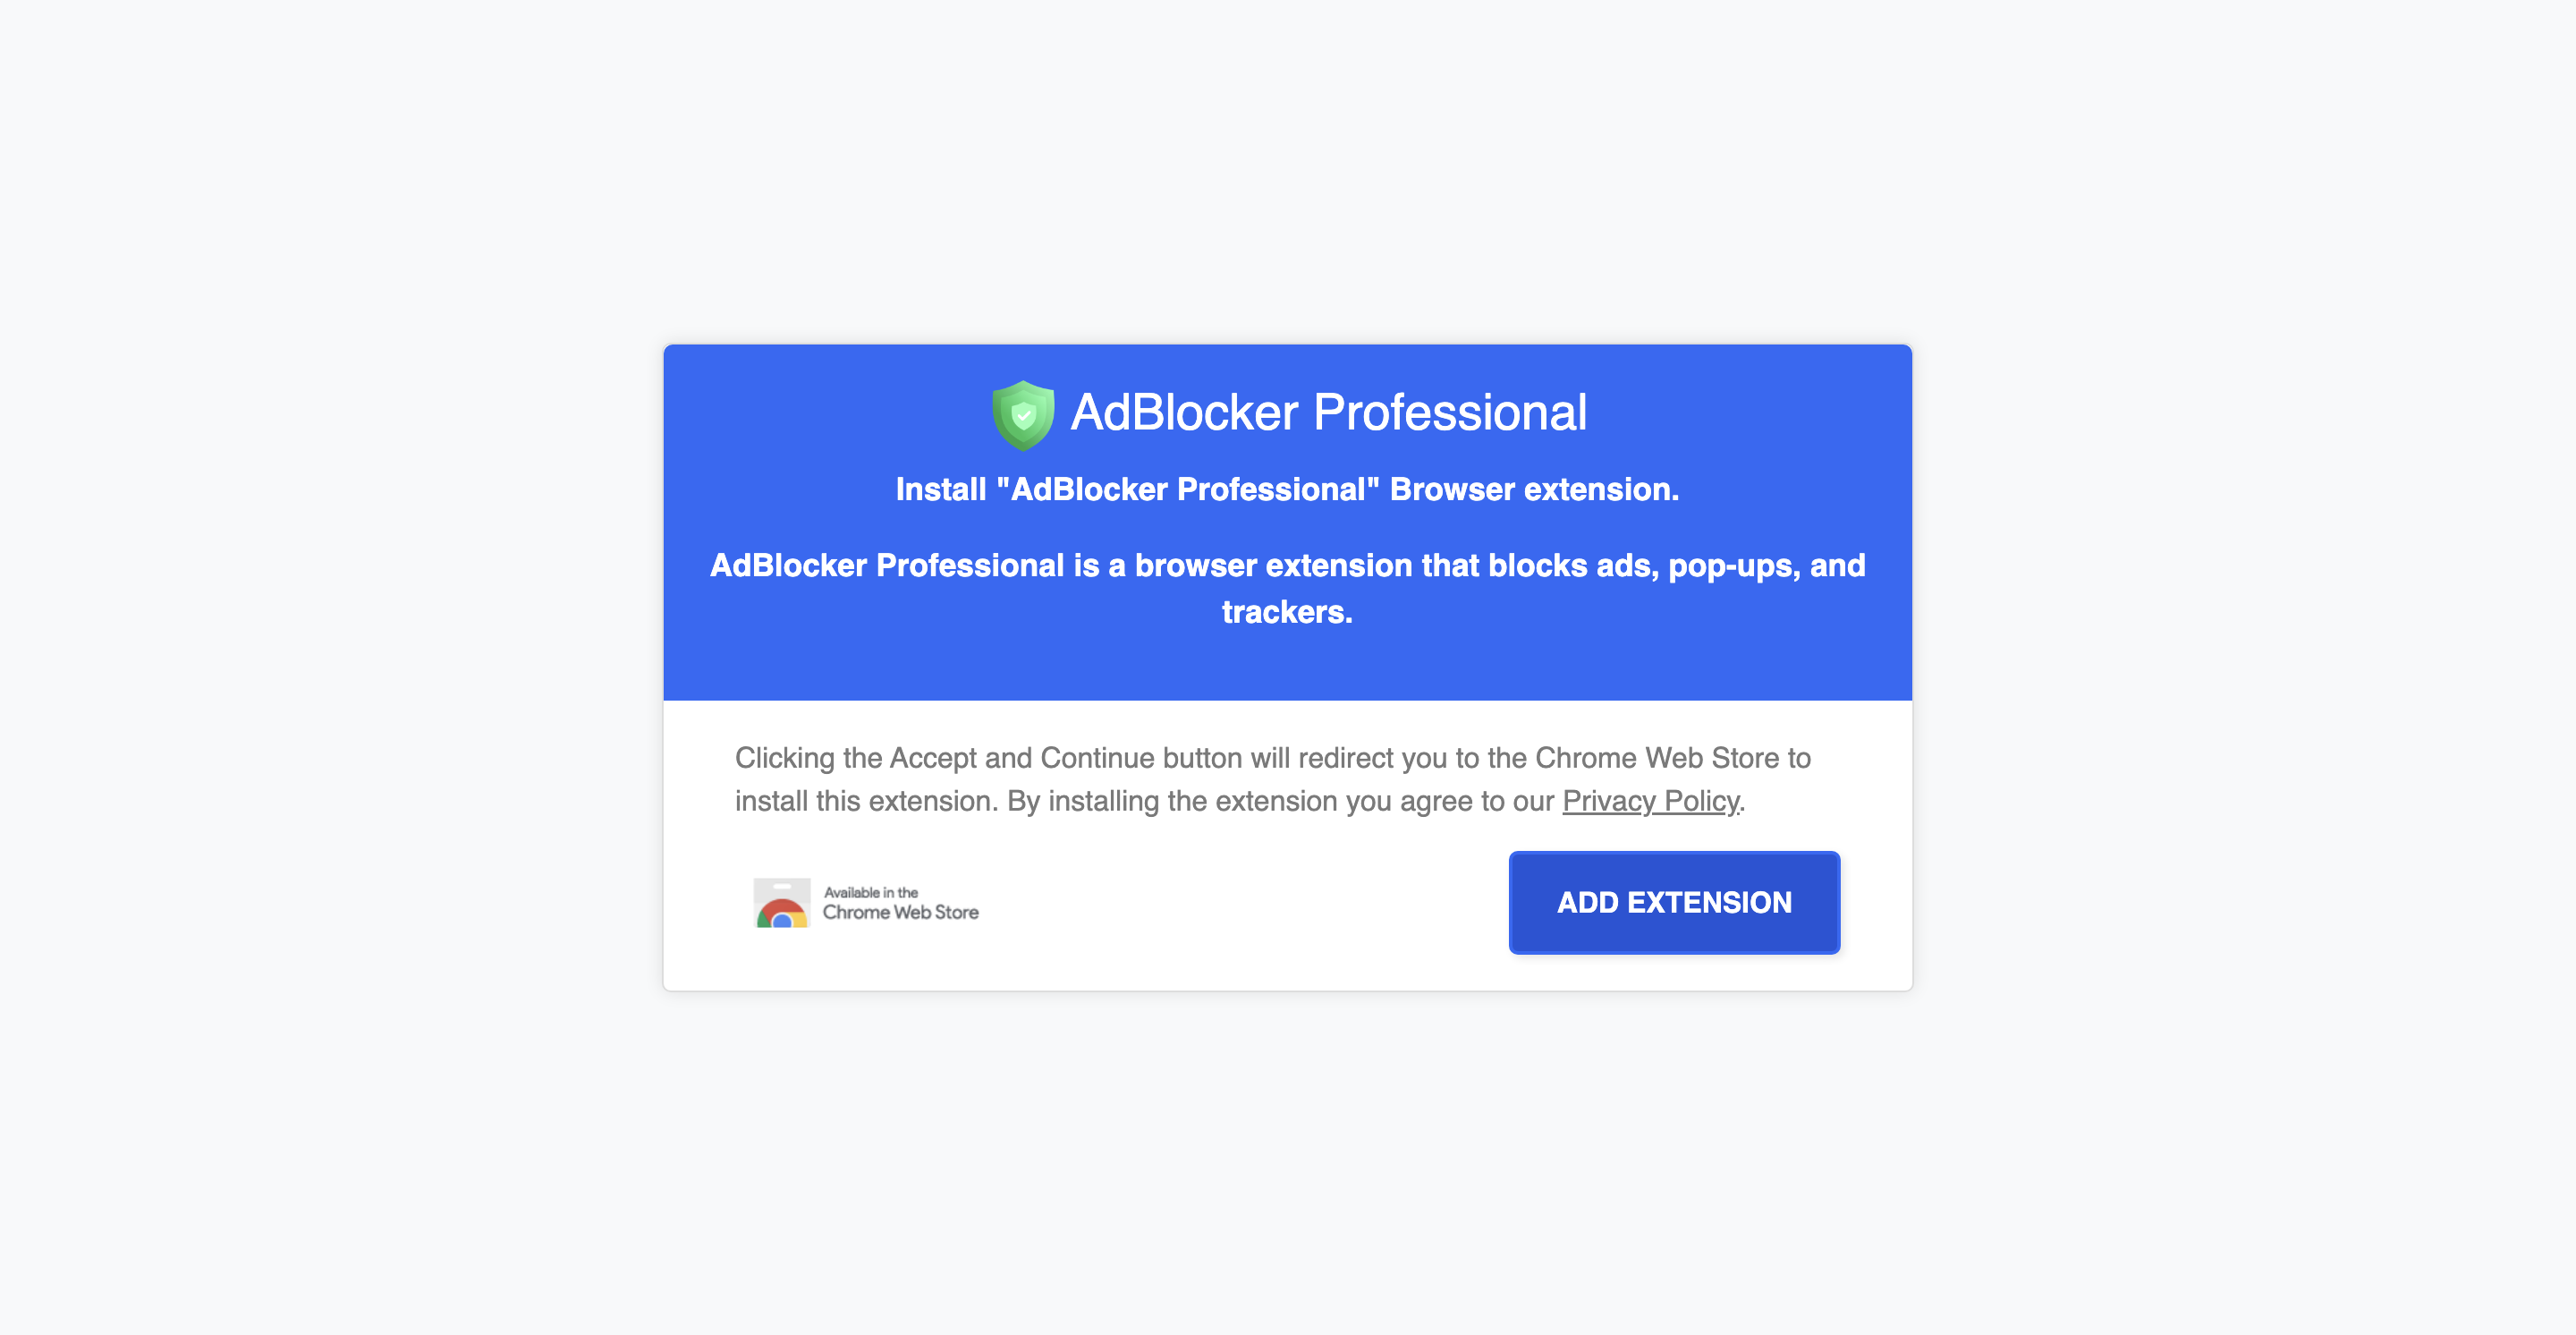 AdBlocker Professional
Install "AdBlocker Professional" Browser extension.
AdBlocker Professional is a browser extension that blocks ads, pop-ups, and
trackers.
Clicking the Accept and Continue button will redirect you to the Chrome Web Store to
install this extension. By installing the extension you agree to our Privacy Policy.
Available in the
Chrome Web Store
ADD EXTENSION